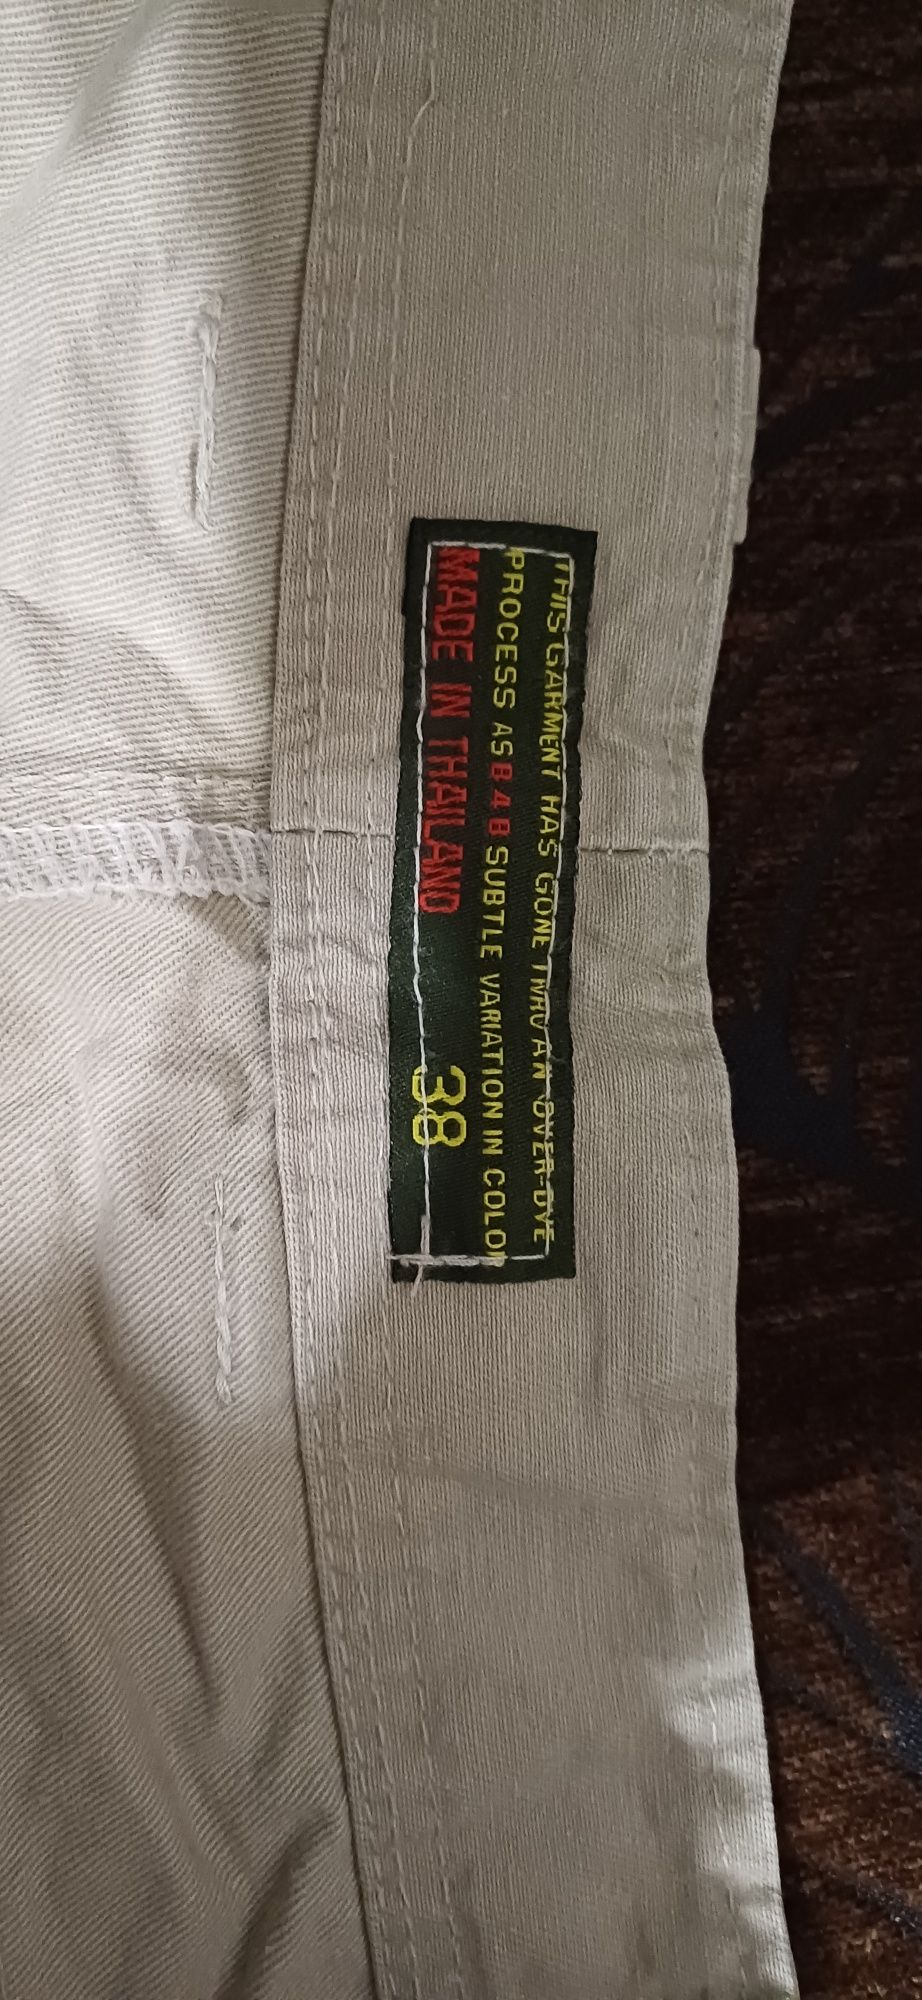 THIS GARMENT HAS GONE THRU AN OVER-DYE
PROCESS AS B4B SUBTLE VARIATION IN COLOR
MADE IN THAILAND 38